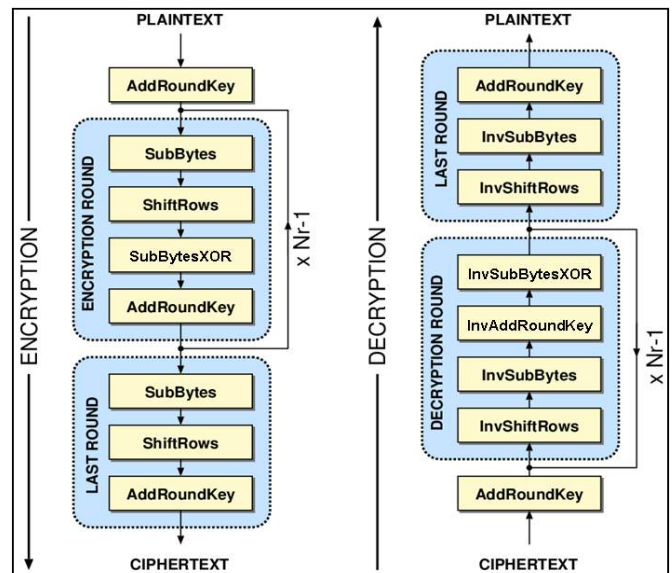 PLAINTEXT
AddRoundKey
ENCRYPTION ROUND
SubBytes
ShiftRows
SubBytesXOR
AddRoundKey
x Nr-1
LAST ROUND
SubBytes
ShiftRows
AddRoundKey
CIPHERTEXT
ENCRYPTION
PLAINTEXT
LAST ROUND
AddRoundKey
InvSubBytes
InvShiftRows
DECRYPTION ROUND
InvSubBytesXOR
InvAddRoundKey
InvSubBytes
InvShiftRows
x Nr-1
AddRoundKey
CIPHERTEXT
DECRYPTION